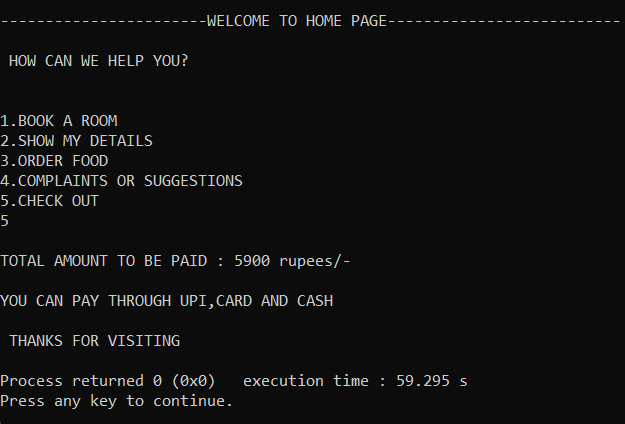 -----------------------WELCOME TO HOME PAGE--------------------------
HOW CAN WE HELP YOU?
1.BOOK A ROOM
2.SHOW MY DETAILS
3.ORDER FOOD
4.COMPLAINTS OR SUGGESTIONS
5.CHECK OUT
5
TOTAL AMOUNT TO BE PAID : 5900 rupees/-
YOU CAN PAY THROUGH UPI,CARD AND CASH
THANKS FOR VISITING
Process returned 0 (0x0)   execution time : 59.295 s
Press any key to continue.